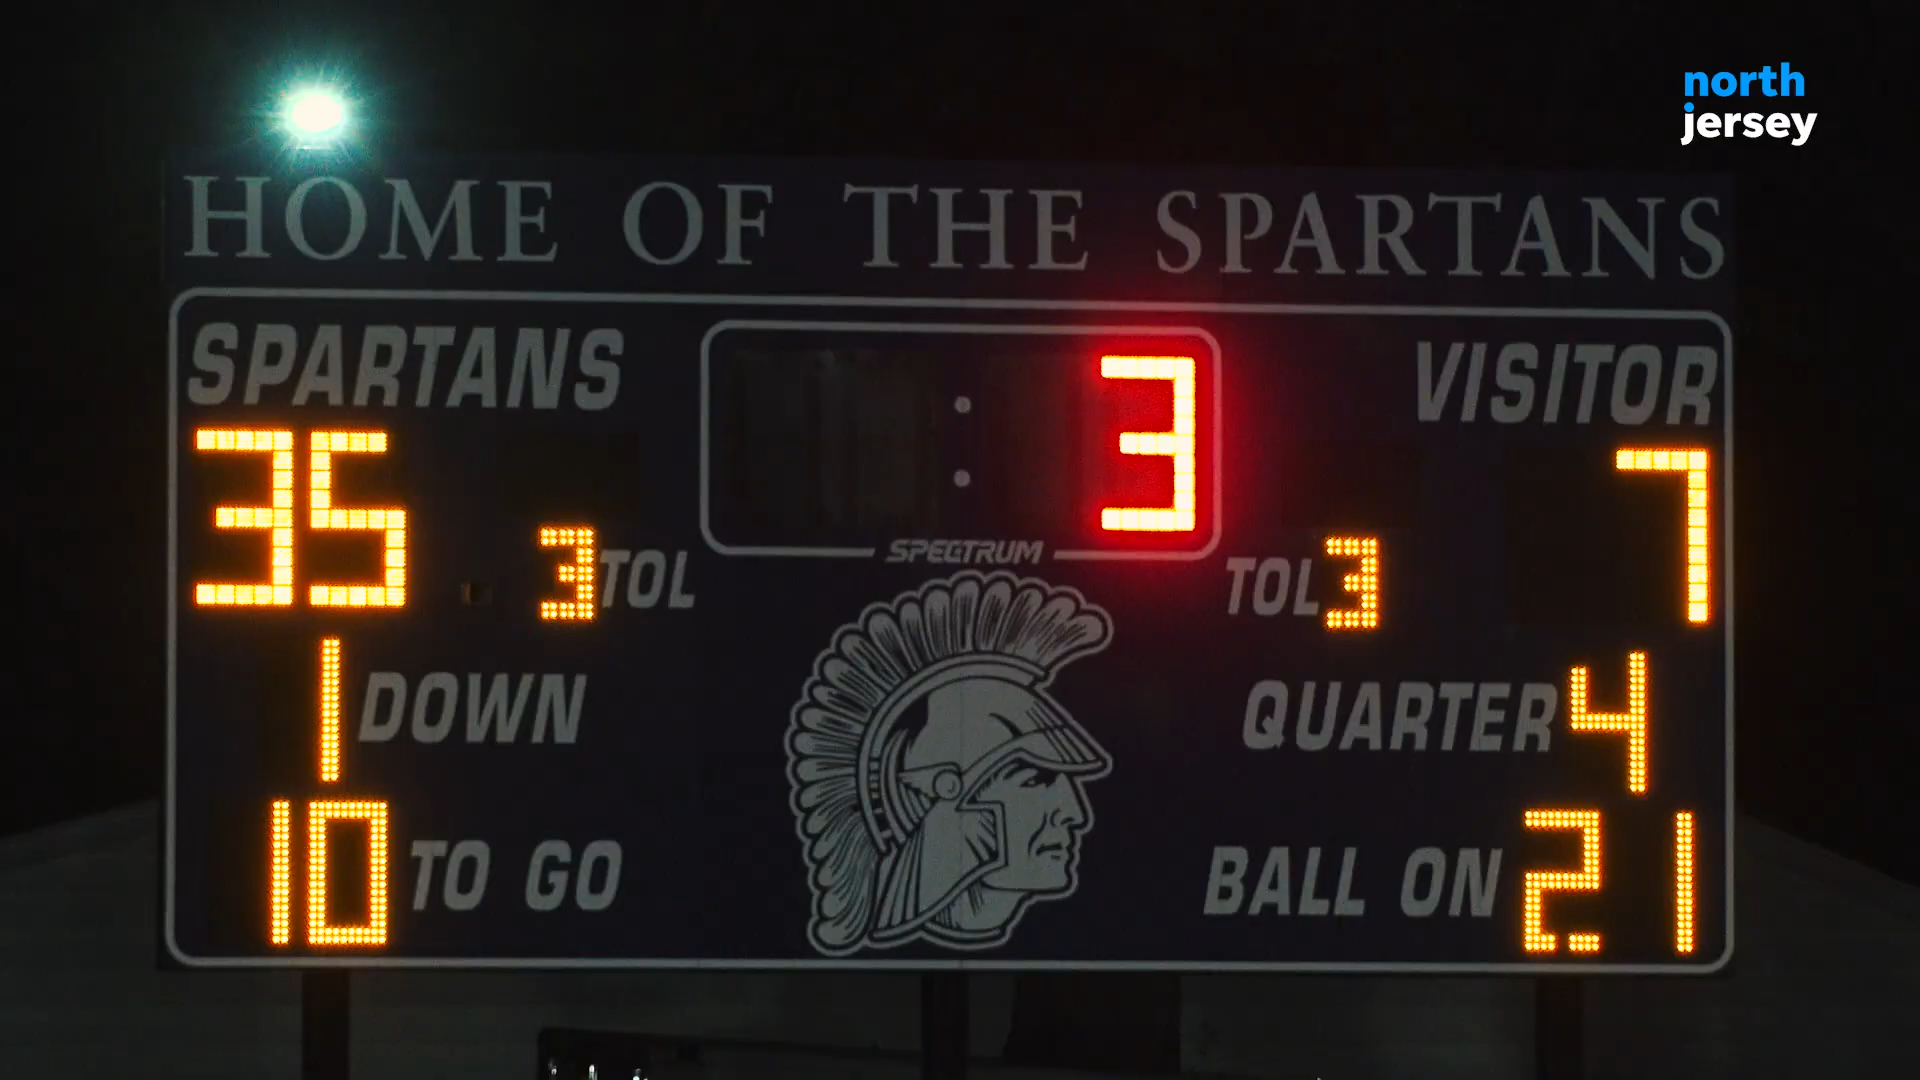 north
jersey
HOME OF THE SPARTANS
SPARTANS : 3 VISITOR
35 3 TOL SPECTRUM TOL 3 7
1 DOWN QUARTER 4
10 TO GO BALL ON 21